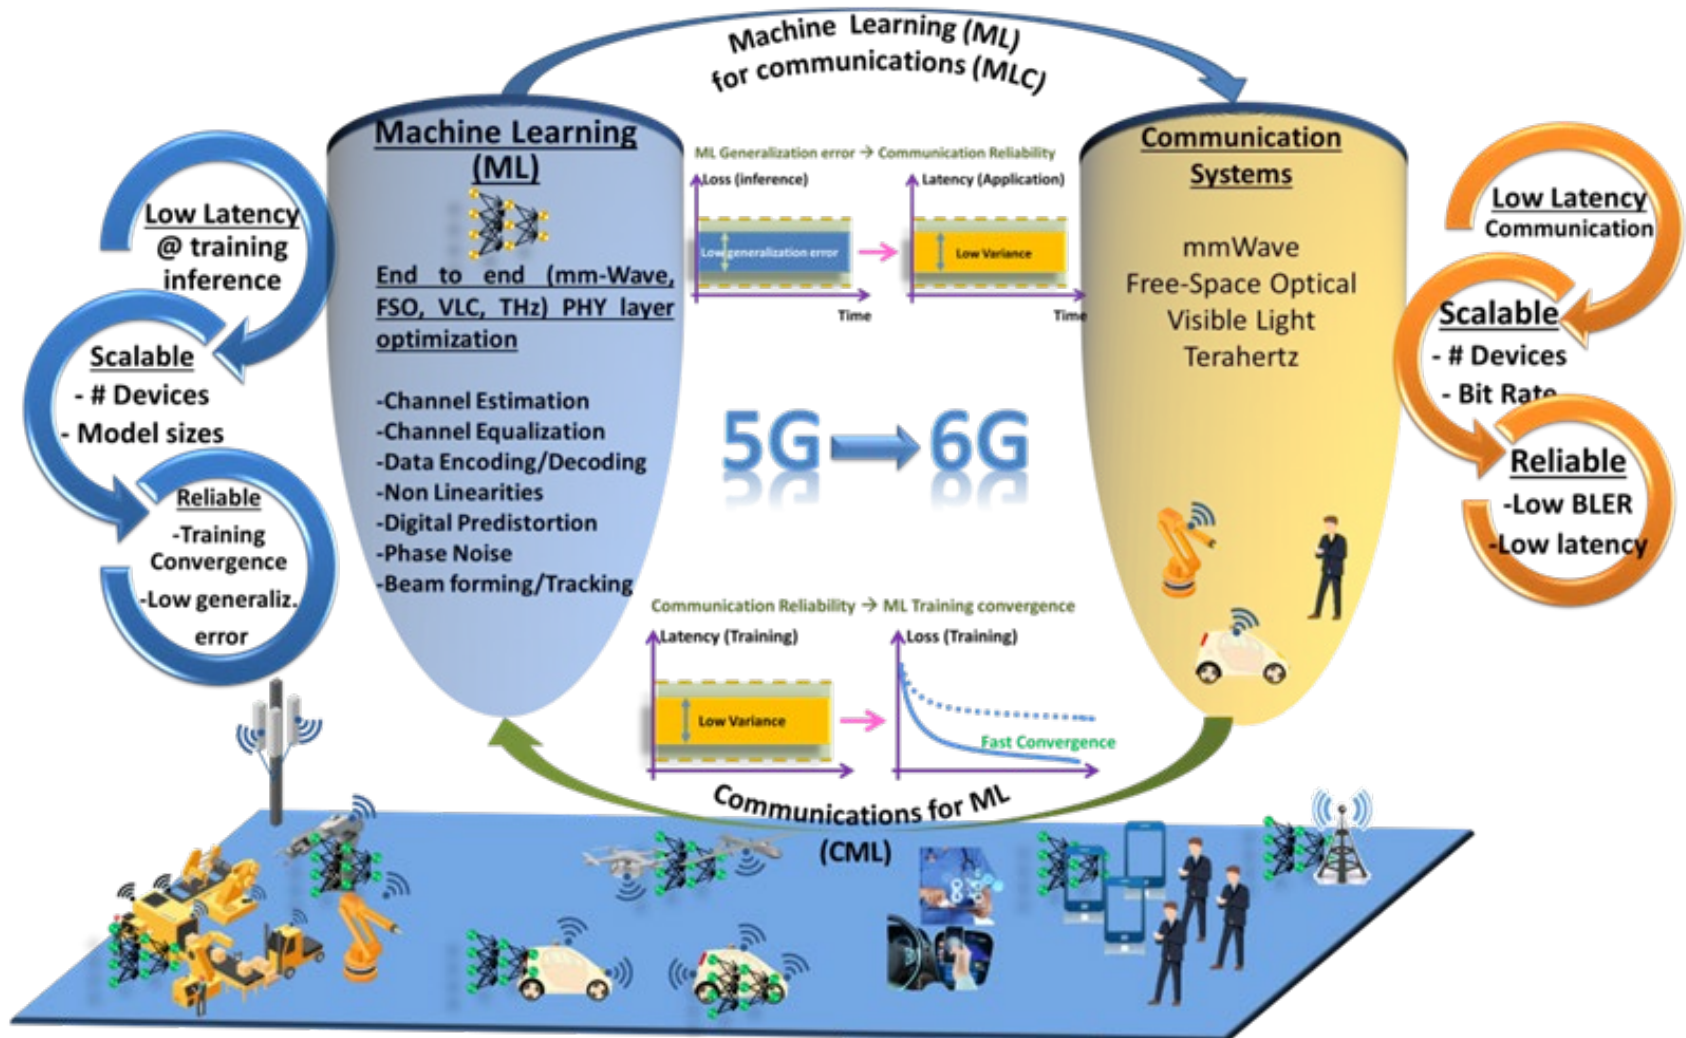 Machine Learning (ML)
for communications (MLC)
Machine Learning
(ML)
End to end (mm-Wave,
FSO, VLC, THz) PHY layer
optimization
-Channel Estimation
-Channel Equalization
-Data Encoding/Decoding
-Non Linearities
-Digital Predistortion
-Phase Noise
-Beam forming/Tracking
Low Latency
@ training
inference
Scalable
- # Devices
- Model sizes
Reliable
-Training
Convergence
-Low generaliz.
error
ML Generalization error → Communication Reliability
Loss (inference)
Low generalization error
Time
Latency (Application)
Low Variance
Time
5G
6G
Communication Reliability → ML Training convergence
Latency (Training)
Low Variance
Loss (Training)
Fast Convergence
Communication
Systems
mmWave
Free-Space Optical
Visible Light
Terahertz
Low Latency
Communication
Scalable
- # Devices
- Bit Rate
Reliable
-Low BLER
-Low latency
Communications for ML
(CML)